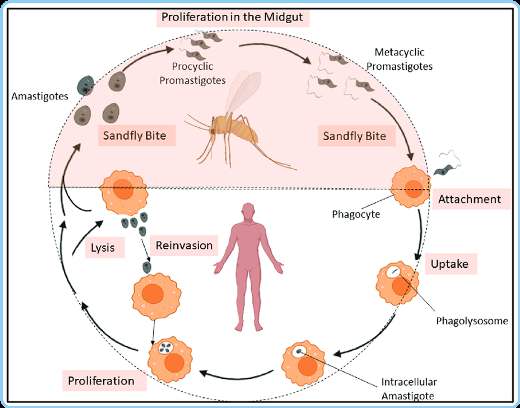 Proliferation in the Midgut
Procyclic
Promastigotes
Metacyclic
Promastigotes
Amastigotes
Sandfly Bite
Sandfly Bite
Phagocyte
Attachment
Lysis
Reinvasion
Uptake
Phagolysosome
Proliferation
Intracellular
Amastigote